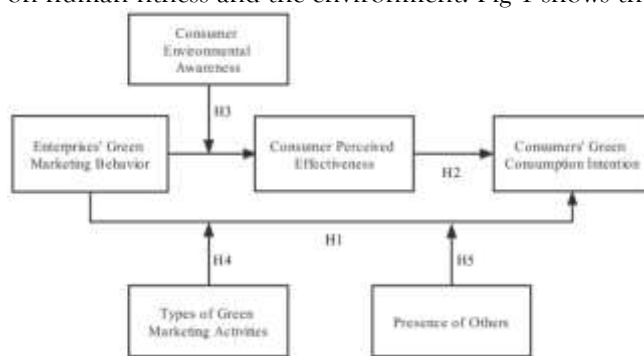 on human fitness and the environment. Fig 1 shows th
Consumer
Environmental
Awareness
H3
Enterprises' Green
Marketing Behavior
Consumer Perceived
Effectiveness
H2
Consumers' Green
Consumption Intention
H1
H4
H5
Types of Green
Marketing Activities
Presence of Others